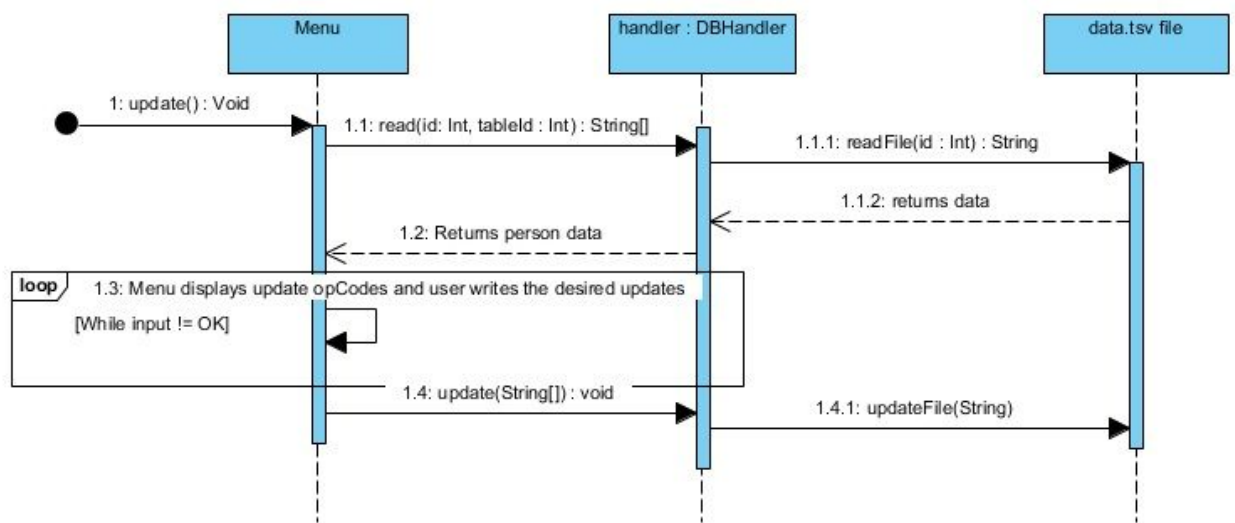 Menu
handler : DBHandler
data.tsv file
1: update() : Void
1.1: read(id: Int, tableId : Int) : String[]
1.1.1: readFile(id : Int) : String
1.1.2: returns data
1.2: Returns person data
loop
1.3: Menu displays update opCodes and user writes the desired updates
[While input != OK]
1.4: update(String[]) : void
1.4.1: updateFile(String)